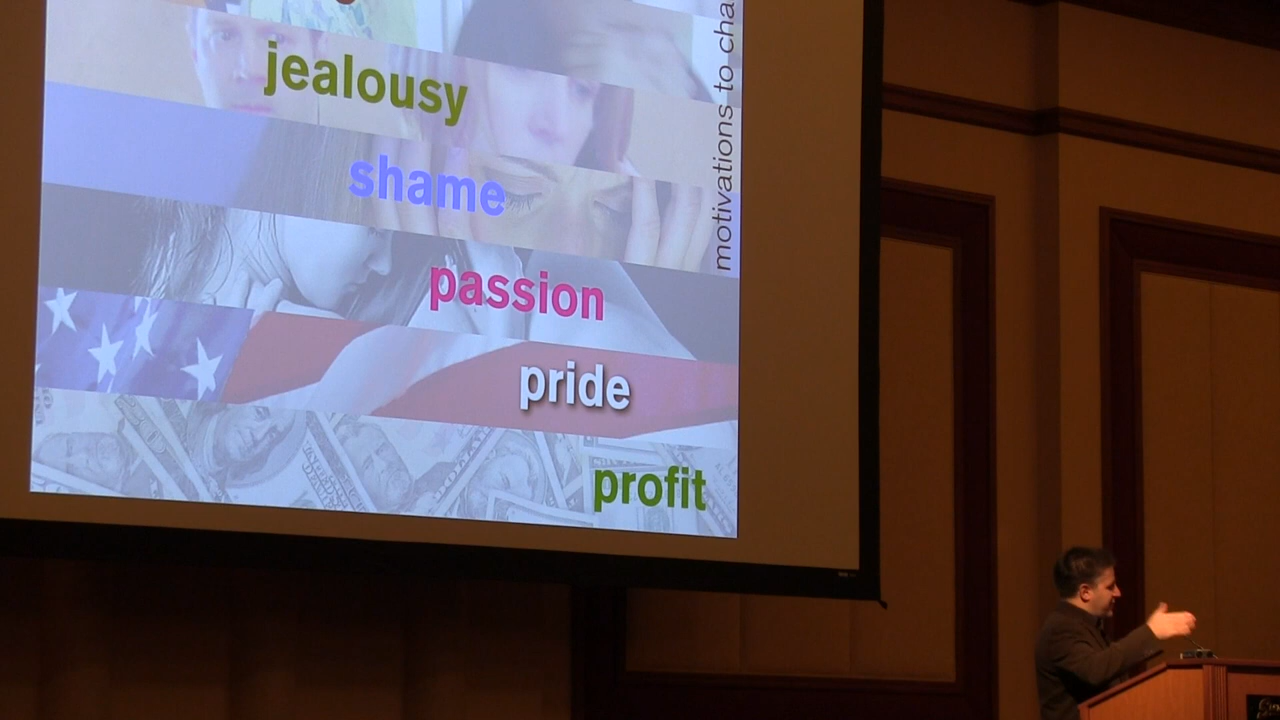 jealousy
shame
passion
pride
profit
motivations to cha